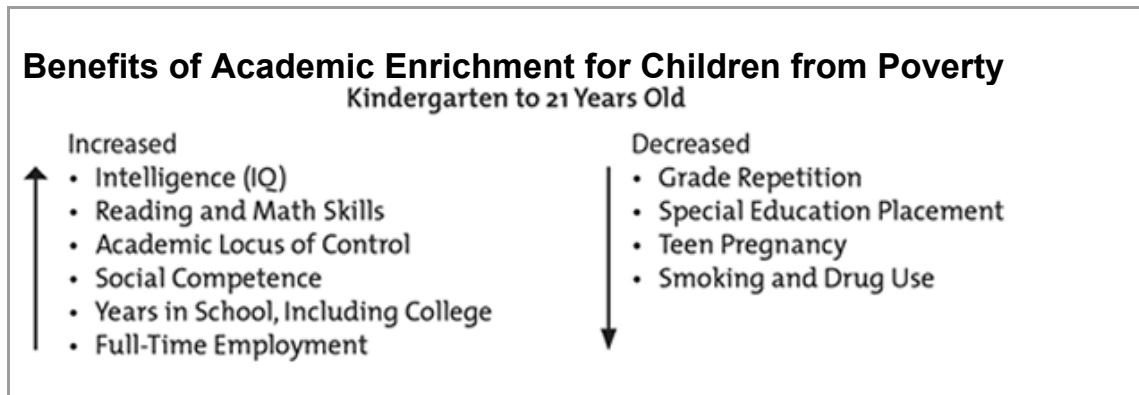 Benefits of Academic Enrichment for Children from Poverty
Kindergarten to 21 Years Old
Increased
• Intelligence (IQ)
• Reading and Math Skills
• Academic Locus of Control
• Social Competence
• Years in School, Including College
• Full-Time Employment
Decreased
• Grade Repetition
• Special Education Placement
• Teen Pregnancy
• Smoking and Drug Use